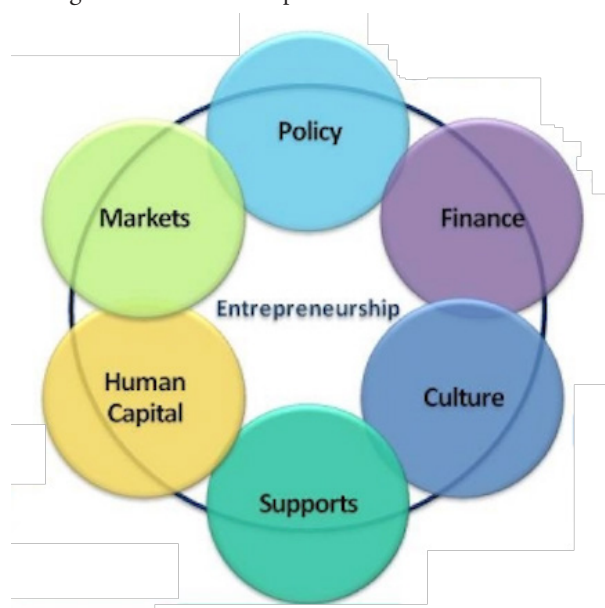 Policy
Markets
Finance
Entrepreneurship
Human
Capital
Culture
Supports